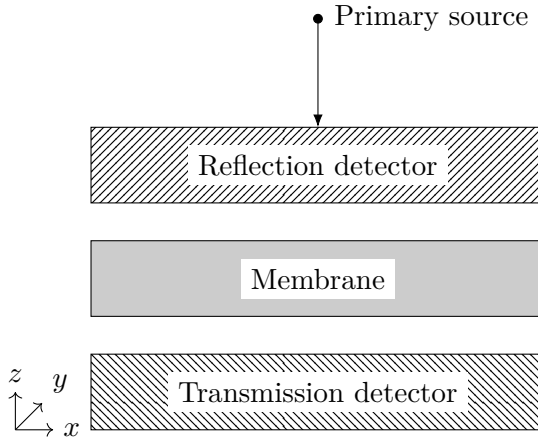 Primary source
Reflection detector
Membrane
Transmission detector
z
y
x